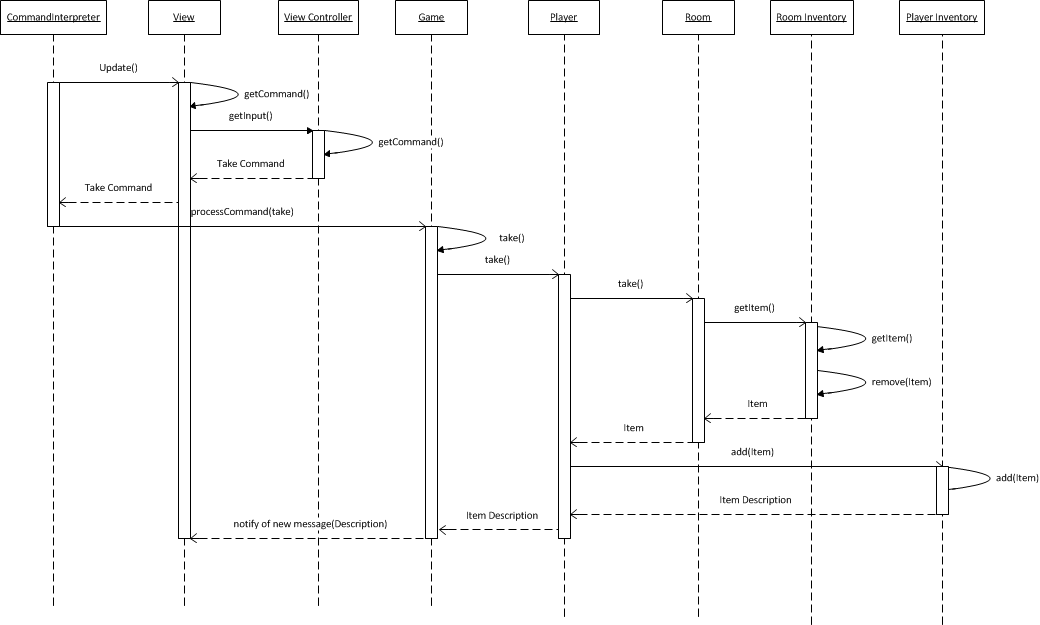 CommandInterpreter
View
View Controller
Game
Player
Room
Room Inventory
Player Inventory
Update()
getCommand()
getInput()
getCommand()
Take Command
Take Command
processCommand(take)
take()
take()
take()
getItem()
getItem()
remove(Item)
Item
Item
add(Item)
add(Item)
Item Description
Item Description
notify of new message(Description)